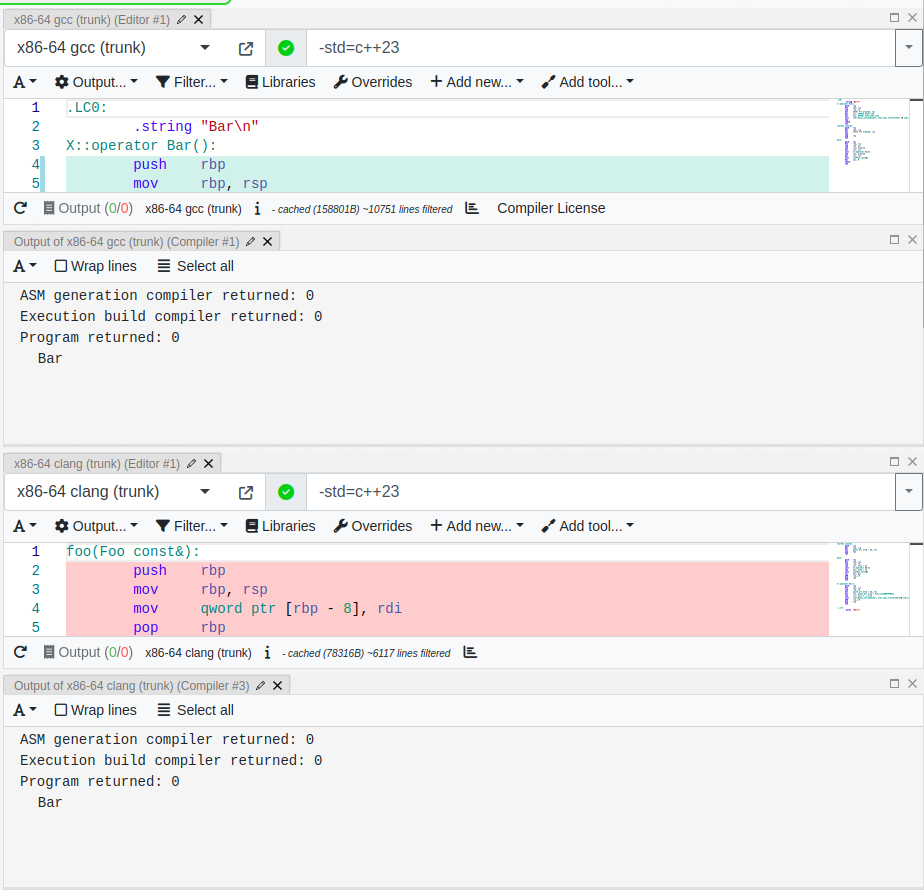 x86-64 gcc (trunk) (Editor #1)
x86-64 gcc (trunk) -std=c++23
A Output... Filter... Libraries Overrides + Add new... Add tool...
1 .LC0:
2 .string "Bar\n"
3 X::operator Bar():
4 push rbp
5 mov rbp, rsp
Output (0/0) x86-64 gcc (trunk) i - cached (158801B) ~10751 lines filtered Compiler License
Output of x86-64 gcc (trunk) (Compiler #1)
A Wrap lines Select all
ASM generation compiler returned: 0
Execution build compiler returned: 0
Program returned: 0
Bar
x86-64 clang (trunk) (Editor #1)
x86-64 clang (trunk) -std=c++23
A Output... Filter... Libraries Overrides + Add new... Add tool...
1 foo(Foo const&):
2 push rbp
3 mov rbp, rsp
4 mov qword ptr [rbp - 8], rdi
5 pop rbp
Output (0/0) x86-64 clang (trunk) i - cached (78316B) ~6117 lines filtered
Output of x86-64 clang (trunk) (Compiler #3)
A Wrap lines Select all
ASM generation compiler returned: 0
Execution build compiler returned: 0
Program returned: 0
Bar